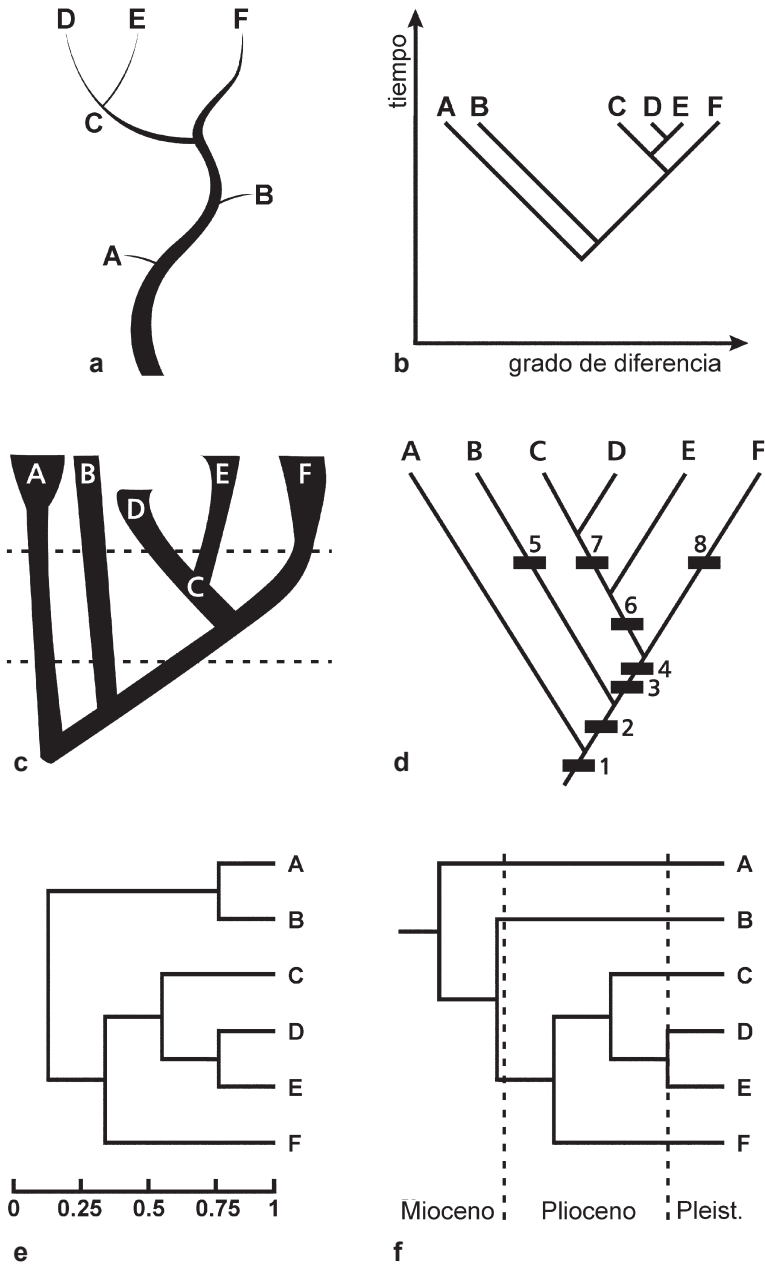 D E F
C
B
A
a
tiempo
A B C D E F
grado de diferencia
b
A B D E F
C
c
A B C D E F
5 7 8
6
4
3
2
1
d
A
B
C
D
E
F
0 0.25 0.5 0.75 1
e
A
B
C
D
E
F
Mioceno Plioceno Pleist.
f